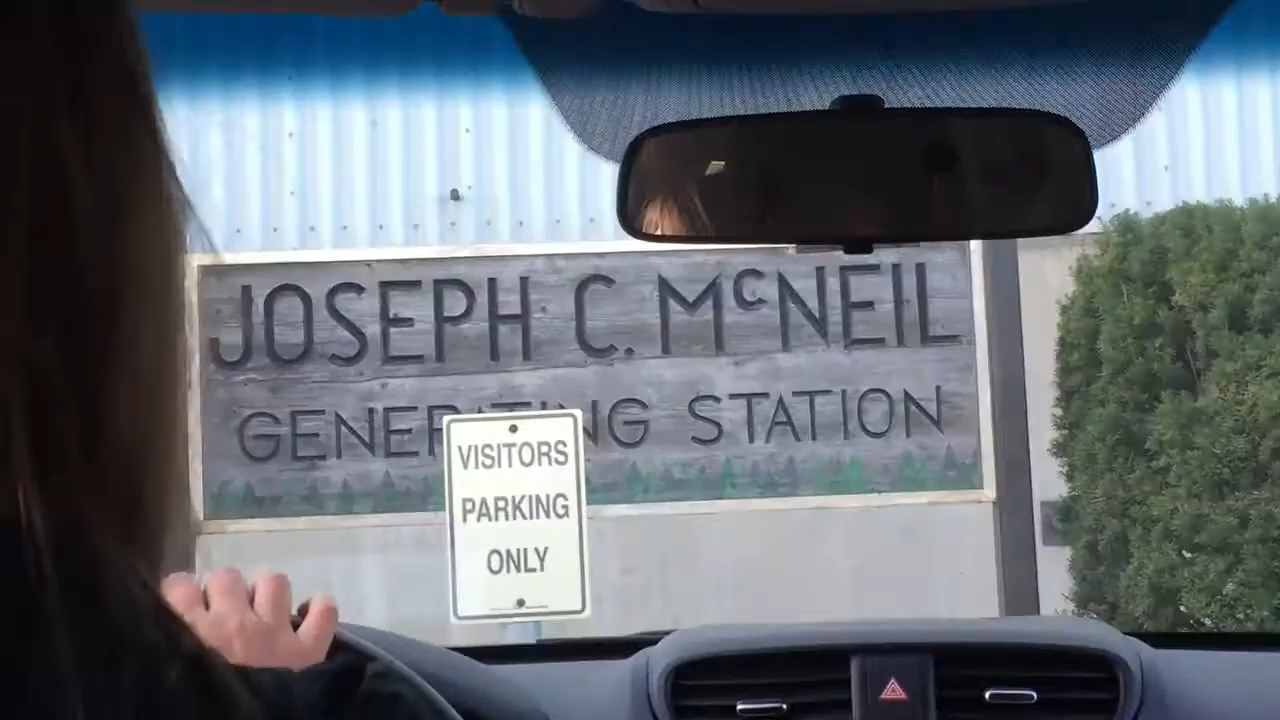 JOSEPH C. McNEIL
GENERATING STATION
VISITORS
PARKING
ONLY